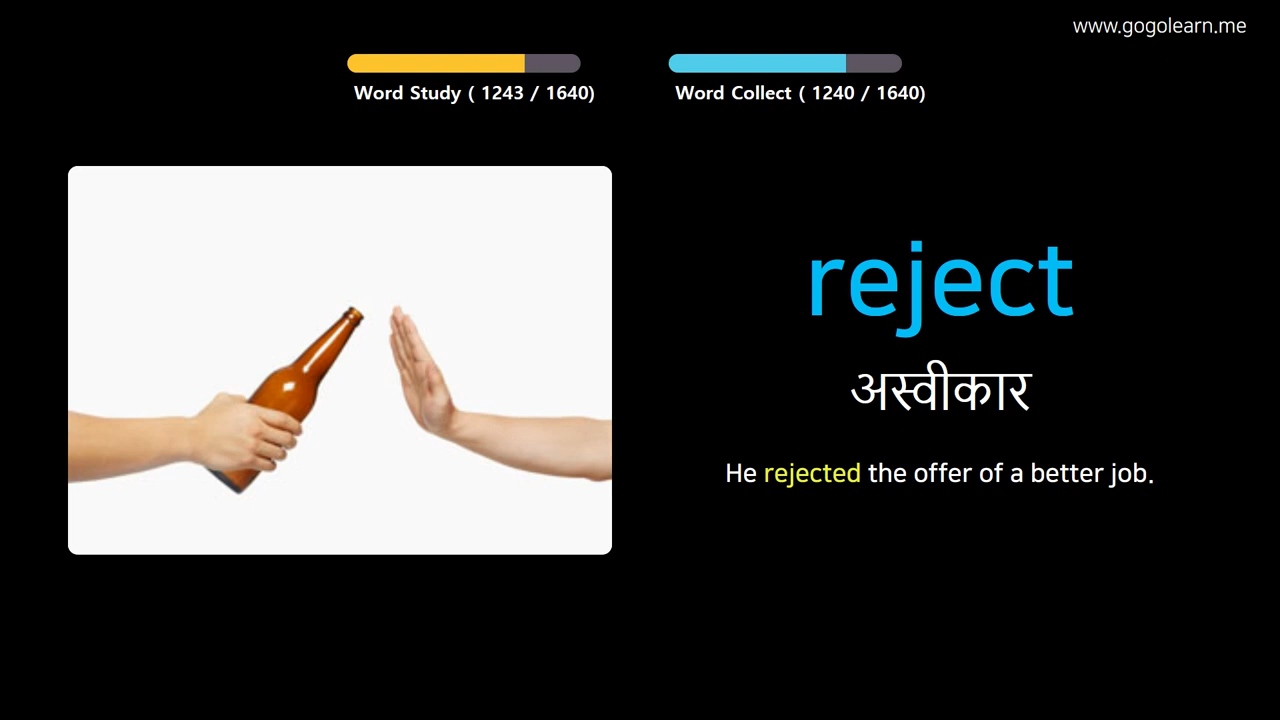 www.gogolearn.me
Word Study ( 1243 / 1640)
Word Collect ( 1240 / 1640)
reject
अस्वीकार
He rejected the offer of a better job.